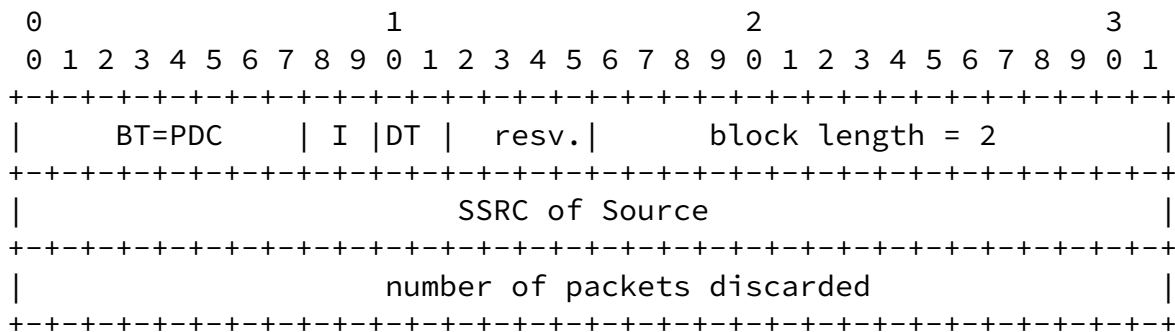 0                   1                   2                   3
 0 1 2 3 4 5 6 7 8 9 0 1 2 3 4 5 6 7 8 9 0 1 2 3 4 5 6 7 8 9 0 1
+-+-+-+-+-+-+-+-+-+-+-+-+-+-+-+-+-+-+-+-+-+-+-+-+-+-+-+-+-+-+-+-+
|     BT=PDC    | I |DT |  resv.|      block length = 2         |
+-+-+-+-+-+-+-+-+-+-+-+-+-+-+-+-+-+-+-+-+-+-+-+-+-+-+-+-+-+-+-+-+
|                        SSRC of Source                         |
+-+-+-+-+-+-+-+-+-+-+-+-+-+-+-+-+-+-+-+-+-+-+-+-+-+-+-+-+-+-+-+-+
|                    number of packets discarded                |
+-+-+-+-+-+-+-+-+-+-+-+-+-+-+-+-+-+-+-+-+-+-+-+-+-+-+-+-+-+-+-+-+